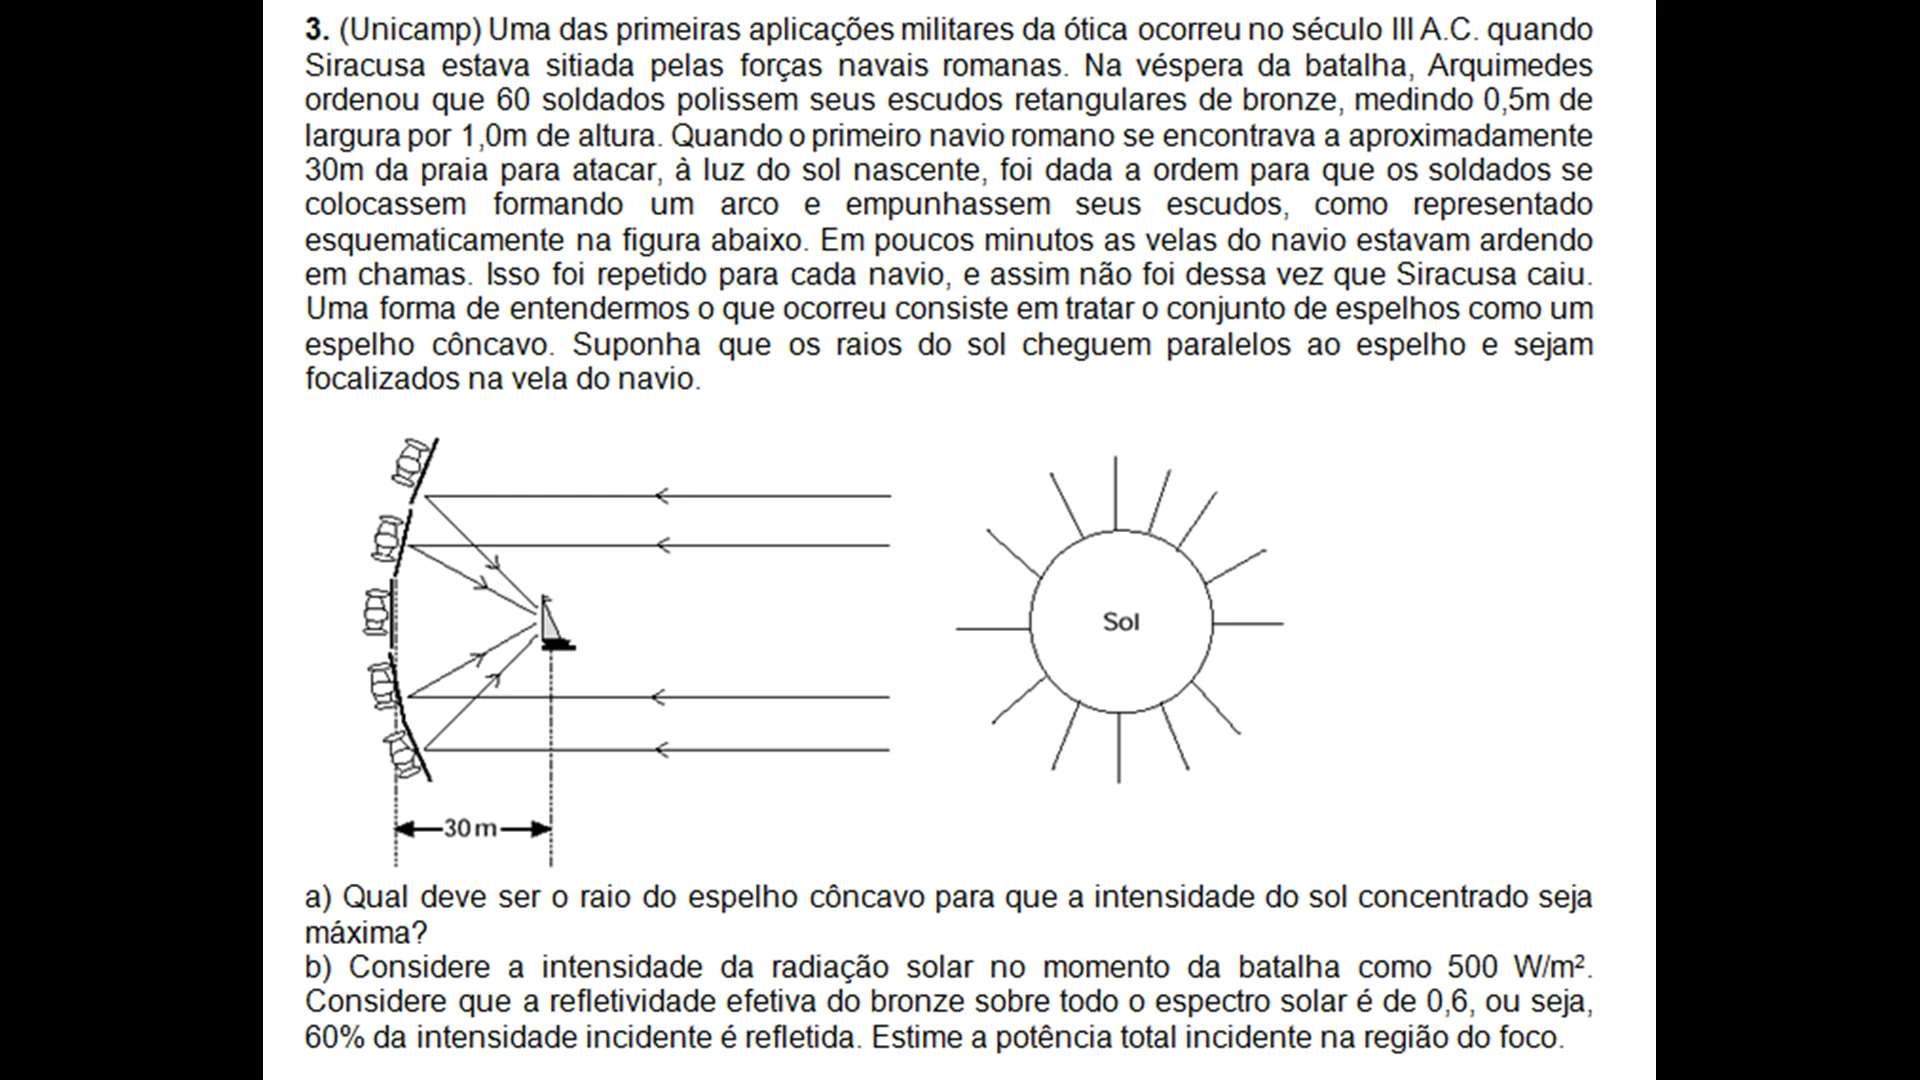 3. (Unicamp) Uma das primeiras aplicações militares da ótica ocorreu no século III A.C. quando
Siracusa estava sitiada pelas forças navais romanas. Na véspera da batalha, Arquimedes
ordenou que 60 soldados polissem seus escudos retangulares de bronze, medindo 0,5m de
largura por 1,0m de altura. Quando o primeiro navio romano se encontrava a aproximadamente
30m da praia para atacar, à luz do sol nascente, foi dada a ordem para que os soldados se
colocassem formando um arco e empunhassem seus escudos, como representado
esquematicamente na figura abaixo. Em poucos minutos as velas do navio estavam ardendo
em chamas. Isso foi repetido para cada navio, e assim não foi dessa vez que Siracusa caiu.
Uma forma de entendermos o que ocorreu consiste em tratar o conjunto de espelhos como um
espelho côncavo. Suponha que os raios do sol cheguem paralelos ao espelho e sejam
focalizados na vela do navio.
Sol
30 m
a) Qual deve ser o raio do espelho côncavo para que a intensidade do sol concentrado seja
máxima?
b) Considere a intensidade da radiação solar no momento da batalha como 500 W/m².
Considere que a refletividade efetiva do bronze sobre todo o espectro solar é de 0,6, ou seja,
60% da intensidade incidente é refletida. Estime a potência total incidente na região do foco.